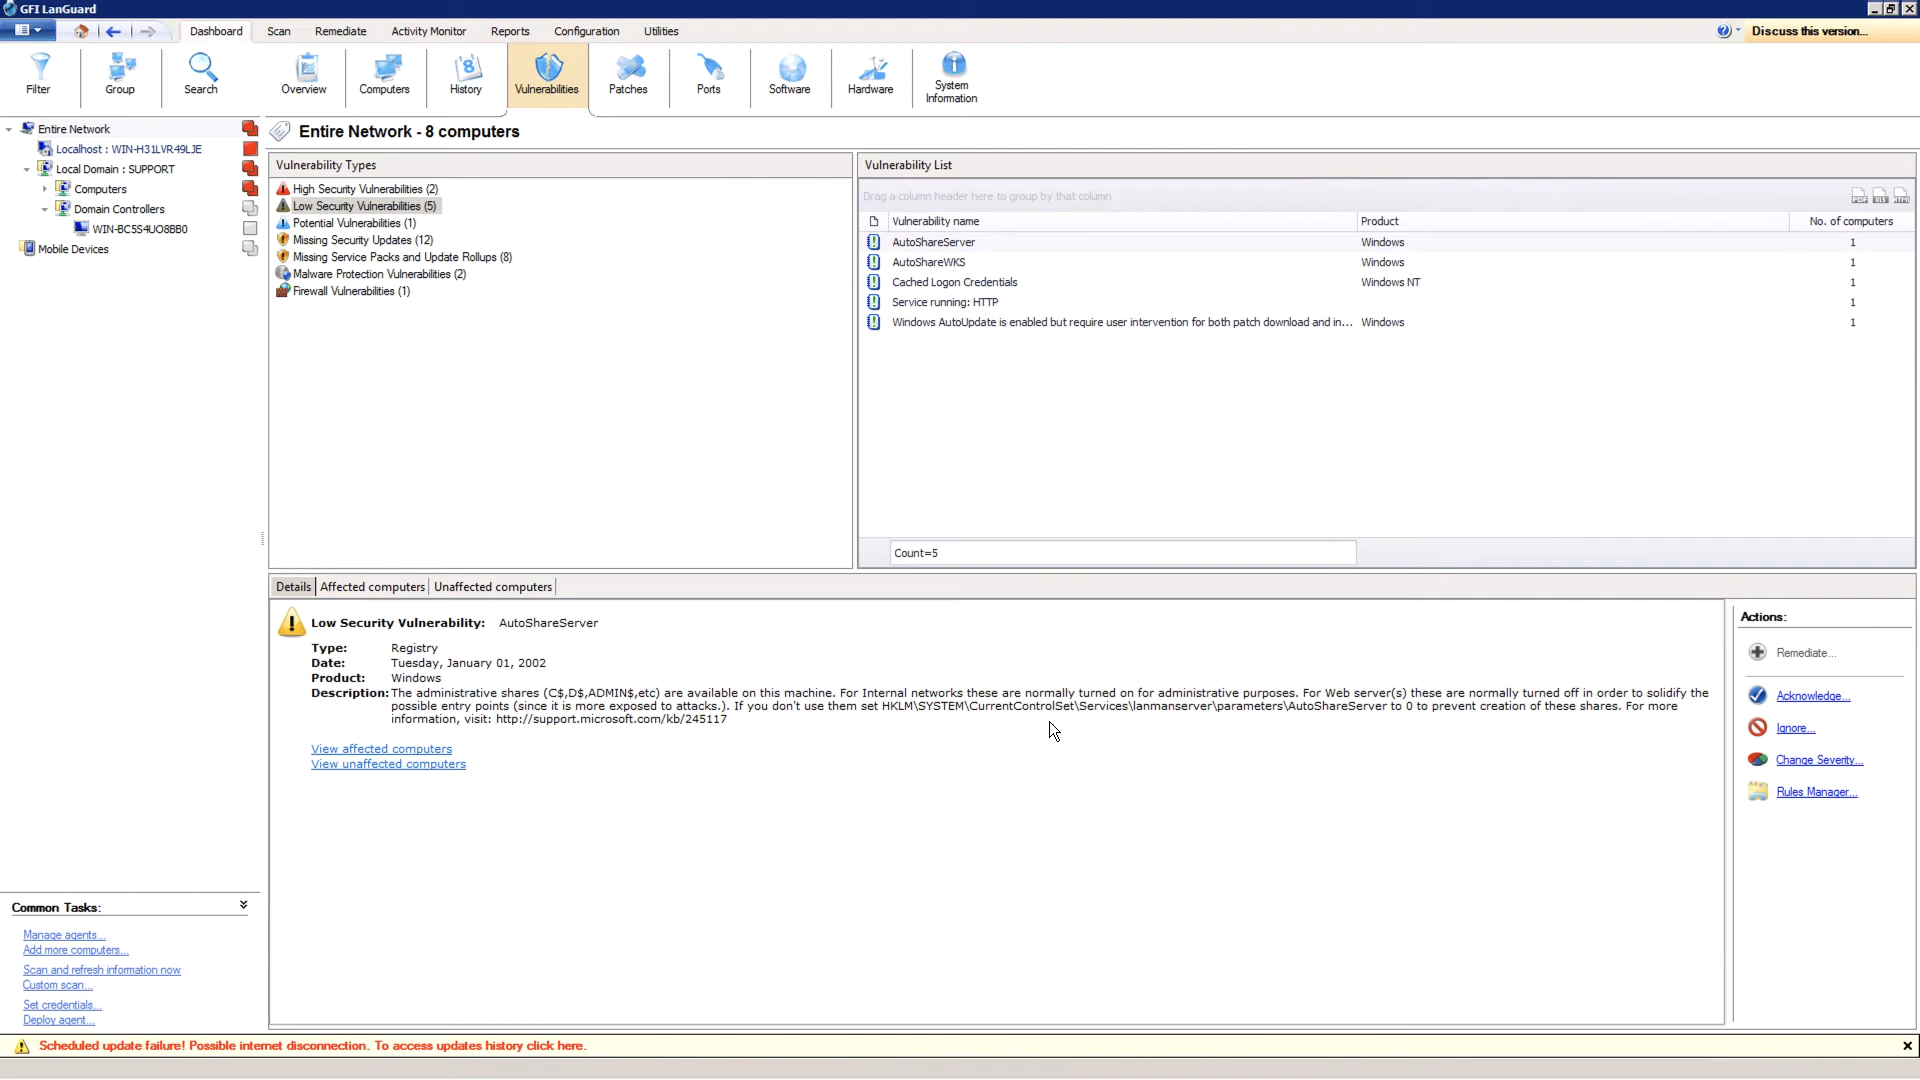 GFI LanGuard
Dashboard Scan Remediate Activity Monitor Reports Configuration Utilities Discuss this version...
Filter Group Search Overview Computers History Vulnerabilities Patches Ports Software Hardware System Information
Entire Network
Localhost : WIN-H31LVR49LJE
Local Domain : SUPPORT
Computers
Domain Controllers
WIN-BC5S4UO8BB0
Mobile Devices
Entire Network - 8 computers
Vulnerability Types
High Security Vulnerabilities (2)
Low Security Vulnerabilities (5)
Potential Vulnerabilities (1)
Missing Security Updates (12)
Missing Service Packs and Update Rollups (8)
Malware Protection Vulnerabilities (2)
Firewall Vulnerabilities (1)
Vulnerability List
Drag a column header here to group by that column
PDF XLS HTML
Vulnerability name Product No. of computers
AutoShareServer Windows 1
AutoShareWKS Windows 1
Cached Logon Credentials Windows NT 1
Service running: HTTP 1
Windows AutoUpdate is enabled but require user intervention for both patch download and in... Windows 1
Count=5
Details Affected computers Unaffected computers
Low Security Vulnerability: AutoShareServer
Type: Registry
Date: Tuesday, January 01, 2002
Product: Windows
Description: The administrative shares (C$,D$,ADMIN$,etc) are available on this machine. For Internal networks these are normally turned on for administrative purposes. For Web server(s) these are normally turned off in order to solidify the
possible entry points (since it is more exposed to attacks.). If you don't use them set HKLM\SYSTEM\CurrentControlSet\Services\lanmanserver\parameters\AutoShareServer to 0 to prevent creation of these shares. For more
information, visit: http://support.microsoft.com/kb/245117
View affected computers
View unaffected computers
Actions:
Remediate...
Acknowledge...
Ignore...
Change Severity...
Rules Manager...
Common Tasks:
Manage agents...
Add more computers...
Scan and refresh information now
Custom scan...
Set credentials...
Deploy agent...
Scheduled update failure! Possible internet disconnection. To access updates history click here.